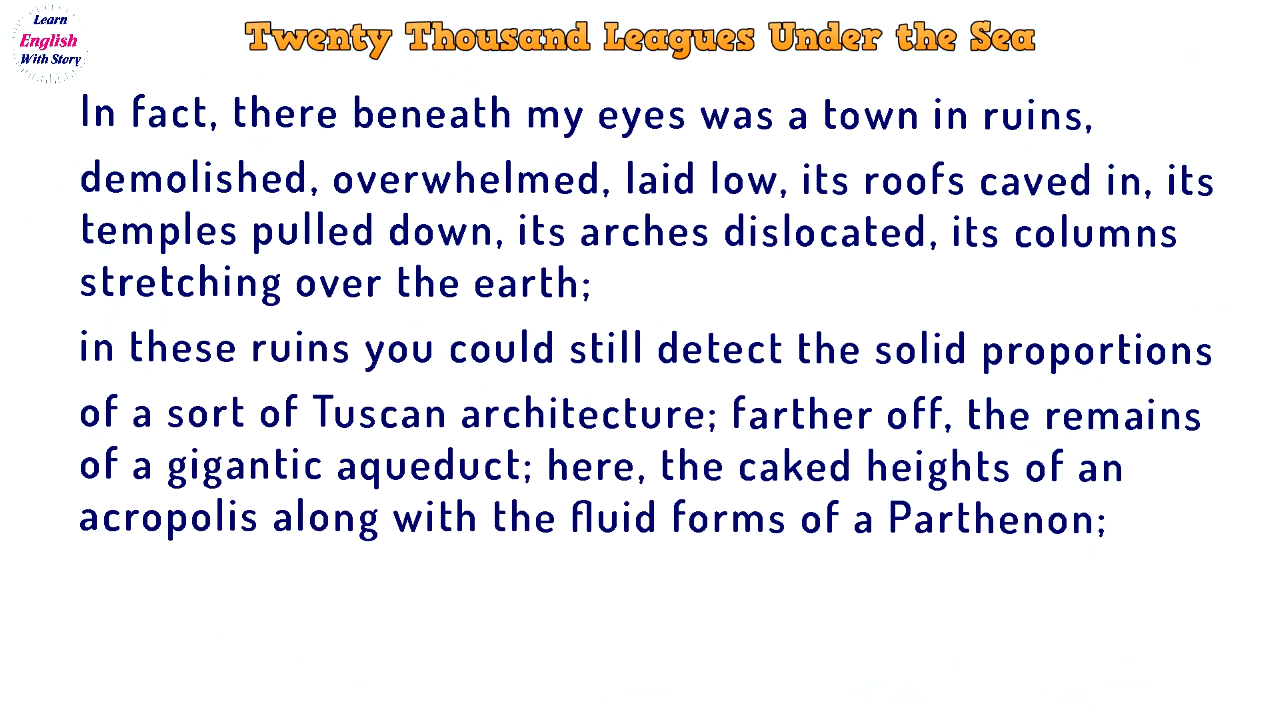 Learn
English
With Story
Twenty Thousand Leagues Under the Sea
In fact, there beneath my eyes was a town in ruins,
demolished, overwhelmed, laid low, its roofs caved in, its
temples pulled down, its arches dislocated, its columns
stretching over the earth;
in these ruins you could still detect the solid proportions
of a sort of Tuscan architecture; farther off, the remains
of a gigantic aqueduct; here, the caked heights of an
acropolis along with the fluid forms of a Parthenon;